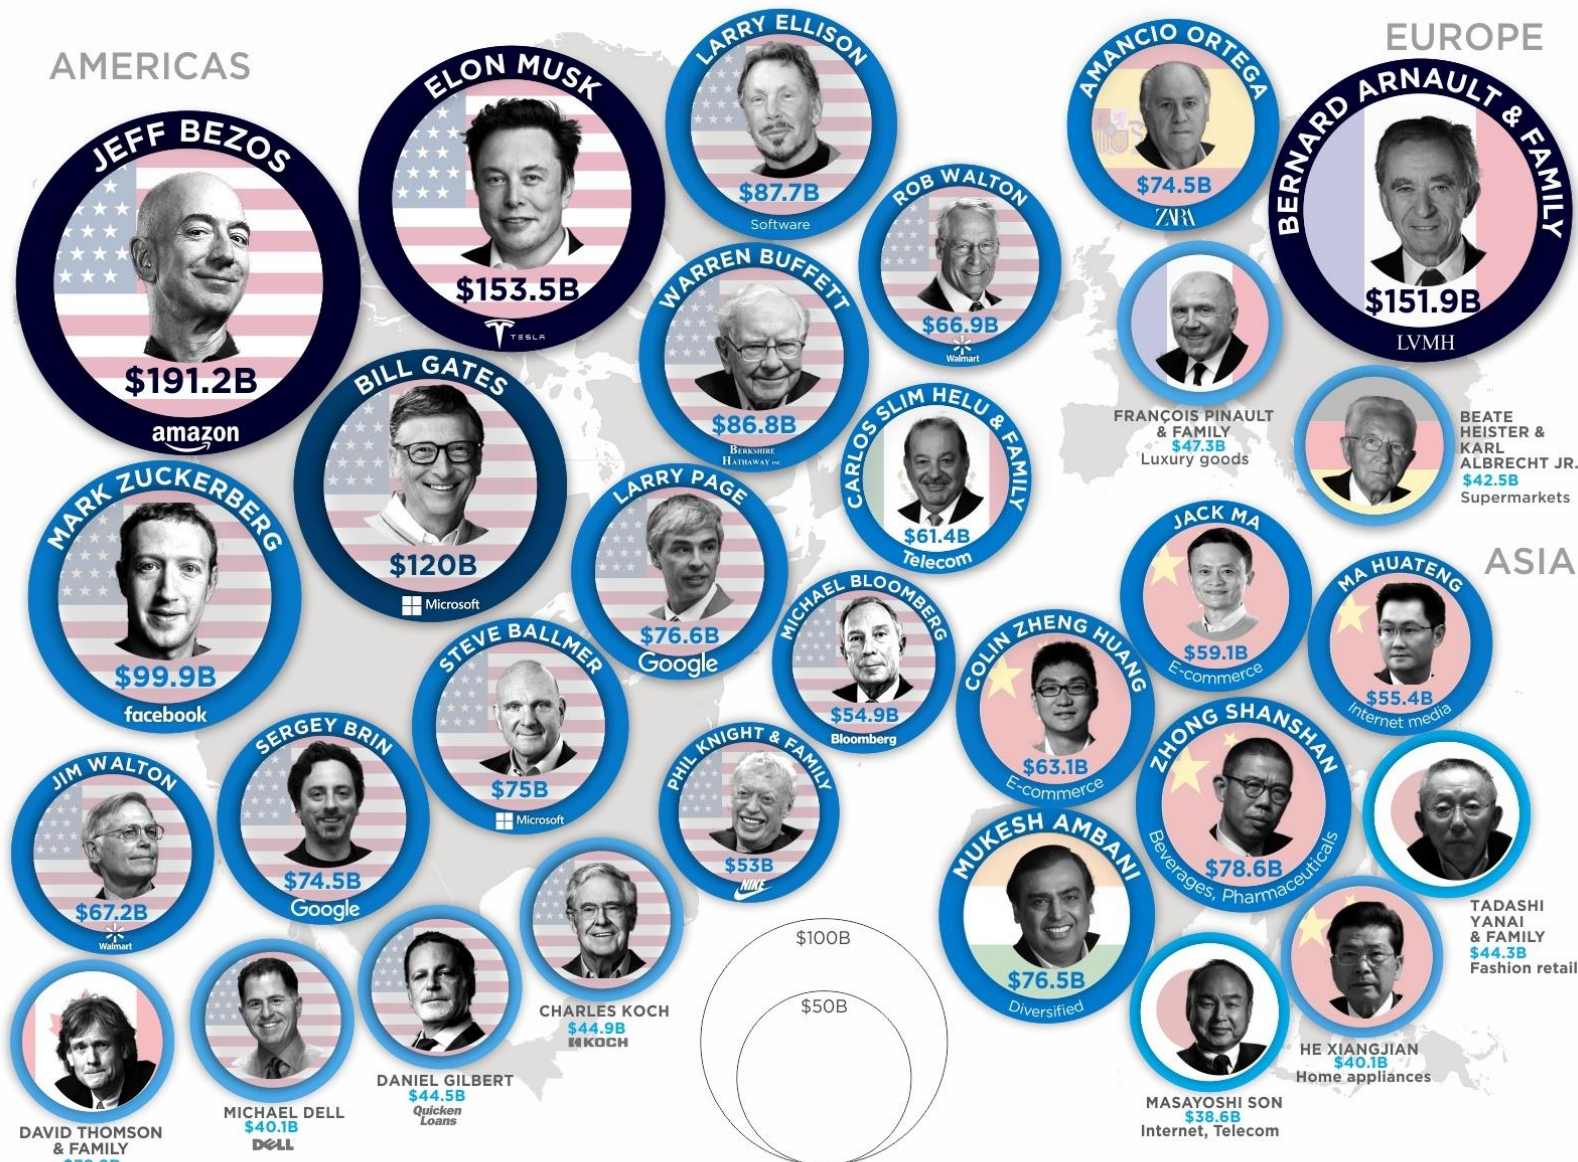 AMERICAS
EUROPE
JEFF BEZOS
$191.2B
amazon
ELON MUSK
$153.5B
TESLA
LARRY ELLISON
$87.7B
Software
AMANCIO ORTEGA
$74.5B
ZARA
BERNARD ARNAULT & FAMILY
$151.9B
LVMH
ROB WALTON
$66.9B
Walmart
WARREN BUFFETT
$86.8B
BERKSHIRE
HATHAWAY INC.
BILL GATES
$120B
Microsoft
CARLOS SLIM HELU & FAMILY
$61.4B
Telecom
FRANÇOIS PINAULT
& FAMILY
$47.3B
Luxury goods
BEATE
HEISTER &
KARL
ALBRECHT JR.
$42.5B
Supermarkets
MARK ZUCKERBERG
$99.9B
facebook
LARRY PAGE
$76.6B
Google
ASIA
JACK MA
$59.1B
E-commerce
MA HUATENG
$55.4B
Internet media
STEVE BALLMER
$75B
Microsoft
MICHAEL BLOOMBERG
$54.9B
Bloomberg
COLIN ZHENG HUANG
$63.1B
E-commerce
ZHONG SHANSHAN
$78.6B
Beverages, Pharmaceuticals
SERGEY BRIN
$74.5B
Google
JIM WALTON
$67.2B
Walmart
PHIL KNIGHT & FAMILY
$53B
NIKE
MUKESH AMBANI
$76.5B
Diversified
TADASHI
YANAI
& FAMILY
$44.3B
Fashion retail
CHARLES KOCH
$44.9B
KOCH
$100B
$50B
DANIEL GILBERT
$44.5B
Quicken
Loans
MICHAEL DELL
$40.1B
DELL
DAVID THOMSON
& FAMILY
HE XIANGJIAN
$40.1B
Home appliances
MASAYOSHI SON
$38.6B
Internet, Telecom